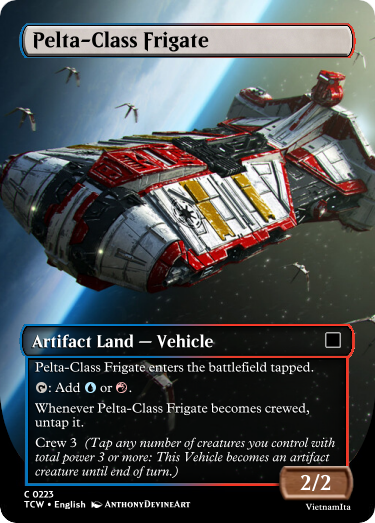 Pelta-Class Frigate
Artifact Land — Vehicle
Pelta-Class Frigate enters the battlefield tapped.
: Add or .
Whenever Pelta-Class Frigate becomes crewed,
untap it.
Crew 3 (Tap any number of creatures you control with
total power 3 or more: This Vehicle becomes an artifact
creature until end of turn.)
2/2
C 0223
TCW • English AnthonyDevineArt
VietnamIta